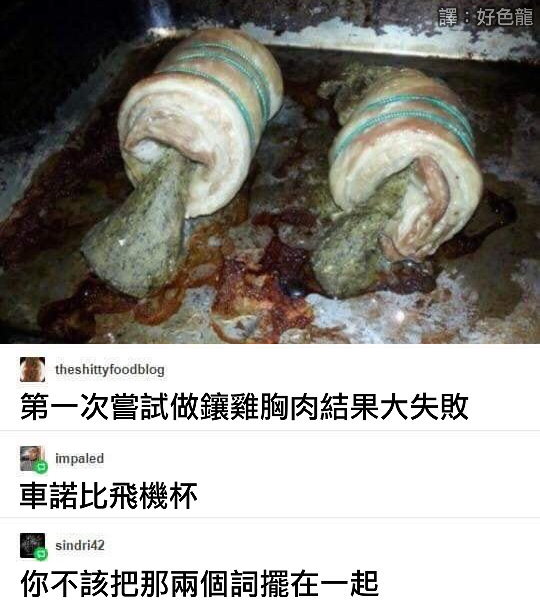 譯：好色龍
theshittyfoodblog
第一次嘗試做鑲雞胸肉結果大失敗
impaled
車諾比飛機杯
sindri42
你不該把那兩個詞擺在一起